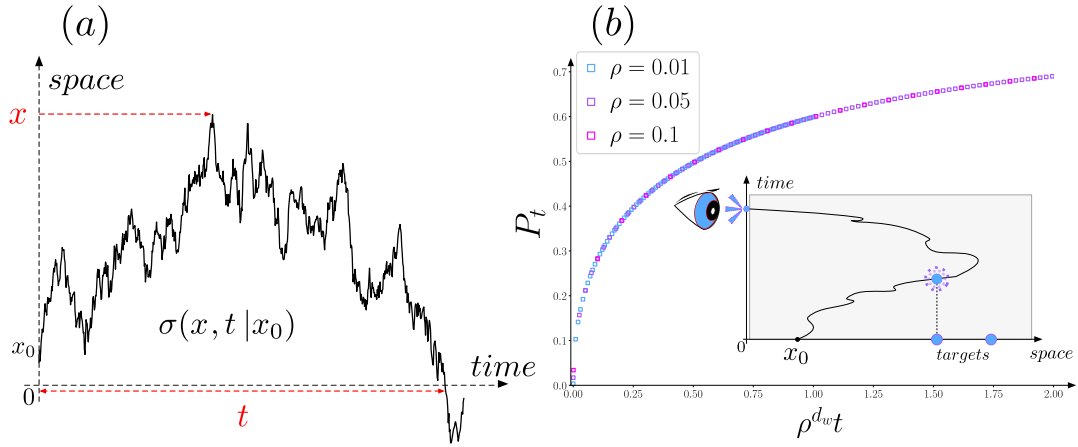 (a)
space
x
x₀
σ(x, t |x₀)
time
0
t
(b)
ρ = 0.01
ρ = 0.05
ρ = 0.1
P_t
0.7
0.6
0.5
0.4
0.3
0.2
0.1
0.0
0.00 0.25 0.50 0.75 1.00 1.25 1.50 1.75 2.00
ρ^{d_w}t
time
0
x₀
targets
space